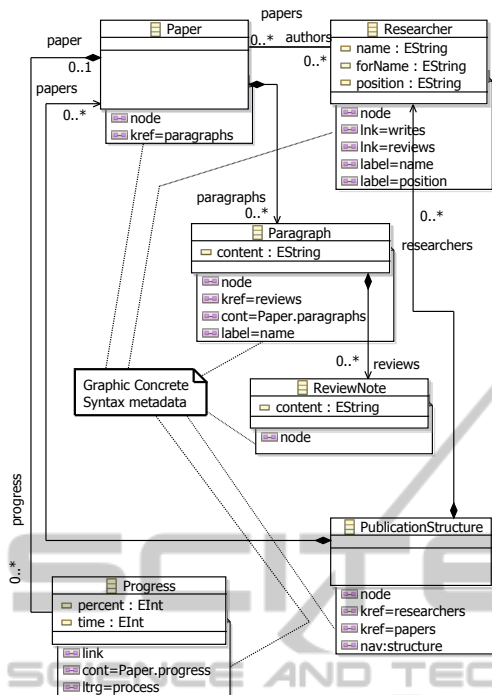 papers
Paper
Researcher
paper
0..*
authors
0..*
name : EString
forName : EString
position : EString
0..1
papers
0..*
node
kref=paragraphs
node
lnk=writes
lnk=reviews
label=name
label=position
paragraphs
0..*
0..*
researchers
Paragraph
content : EString
node
kref=reviews
cont=Paper.paragraphs
label=name
0..*
reviews
Graphic Concrete
Syntax metadata
ReviewNote
content : EString
node
progress
0..*
PublicationStructure
node
kref=researchers
kref=papers
nav:structure
Progress
percent : EInt
time : EInt
link
cont=Paper.progress
ltrg=process